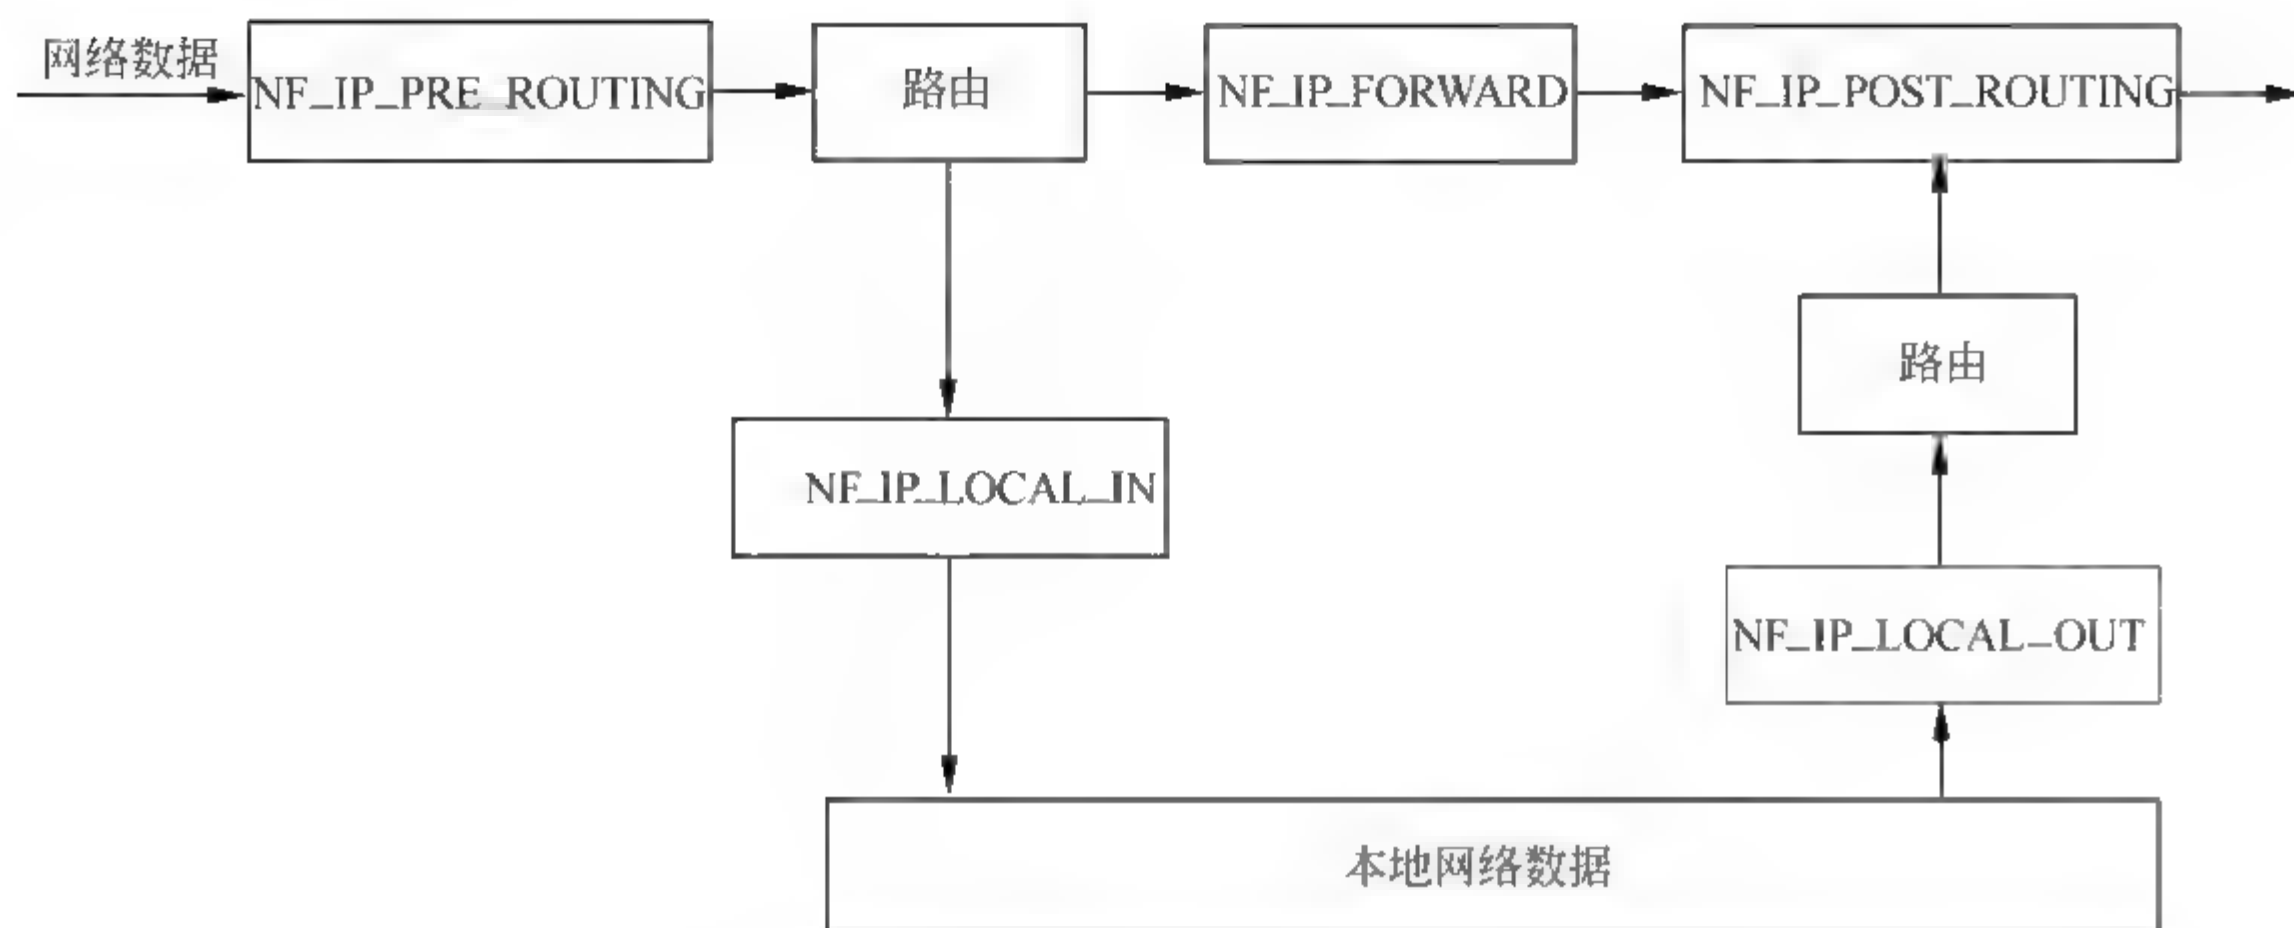 网络数据
NF_IP_PRE_ROUTING
路由
NF_IP_FORWARD
NF_IP_POST_ROUTING
路由
NF_IP_LOCAL_IN
NF_IP_LOCAL_OUT
本地网络数据